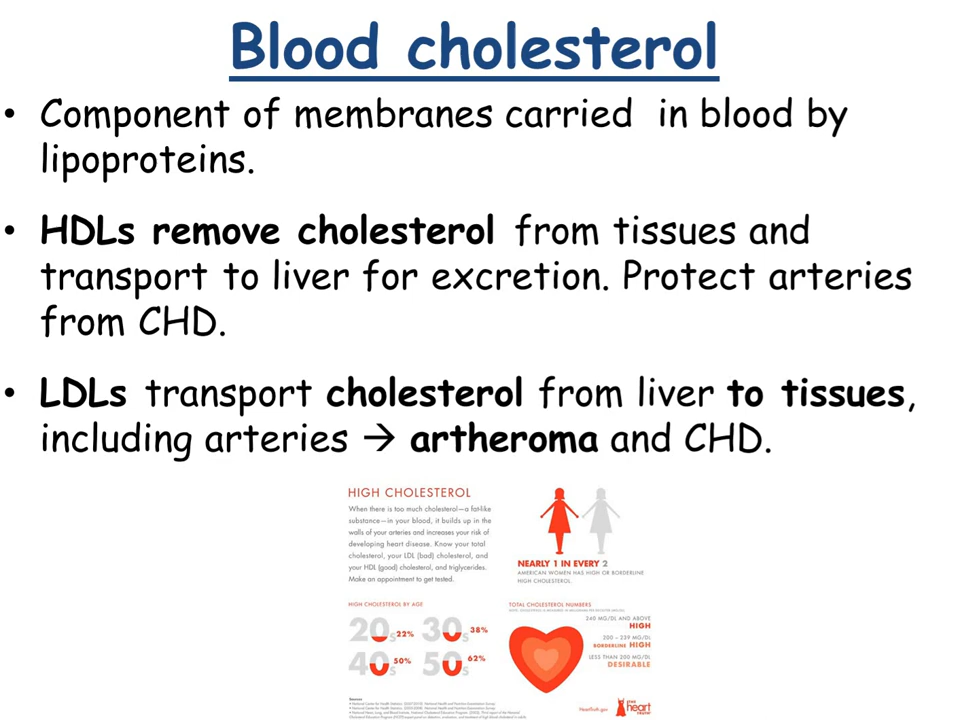 Blood cholesterol
• Component of membranes carried in blood by
lipoproteins.
• HDLs remove cholesterol from tissues and
transport to liver for excretion. Protect arteries
from CHD.
• LDLs transport cholesterol from liver to tissues,
including arteries → artheroma and CHD.
HIGH CHOLESTEROL
When there is too much cholesterol—a fat-like
substance—in your blood, it builds up in the
walls of your arteries and increases your risk of
developing heart disease. Know your total
cholesterol, your LDL (bad) cholesterol, and
your HDL (good) cholesterol, and triglycerides.
Make an appointment to get tested.
NEARLY 1 IN EVERY 2
AMERICAN WOMEN HAS HIGH OR BORDERLINE
HIGH CHOLESTEROL
HIGH CHOLESTEROL BY AGE
20s 22% 30s 38%
40s 50% 50s 62%
TOTAL CHOLESTEROL NUMBERS
240 MG/DL AND ABOVE
HIGH
200 – 239 MG/DL
BORDERLINE HIGH
LESS THAN 200 MG/DL
DESIRABLE
Sources
heart